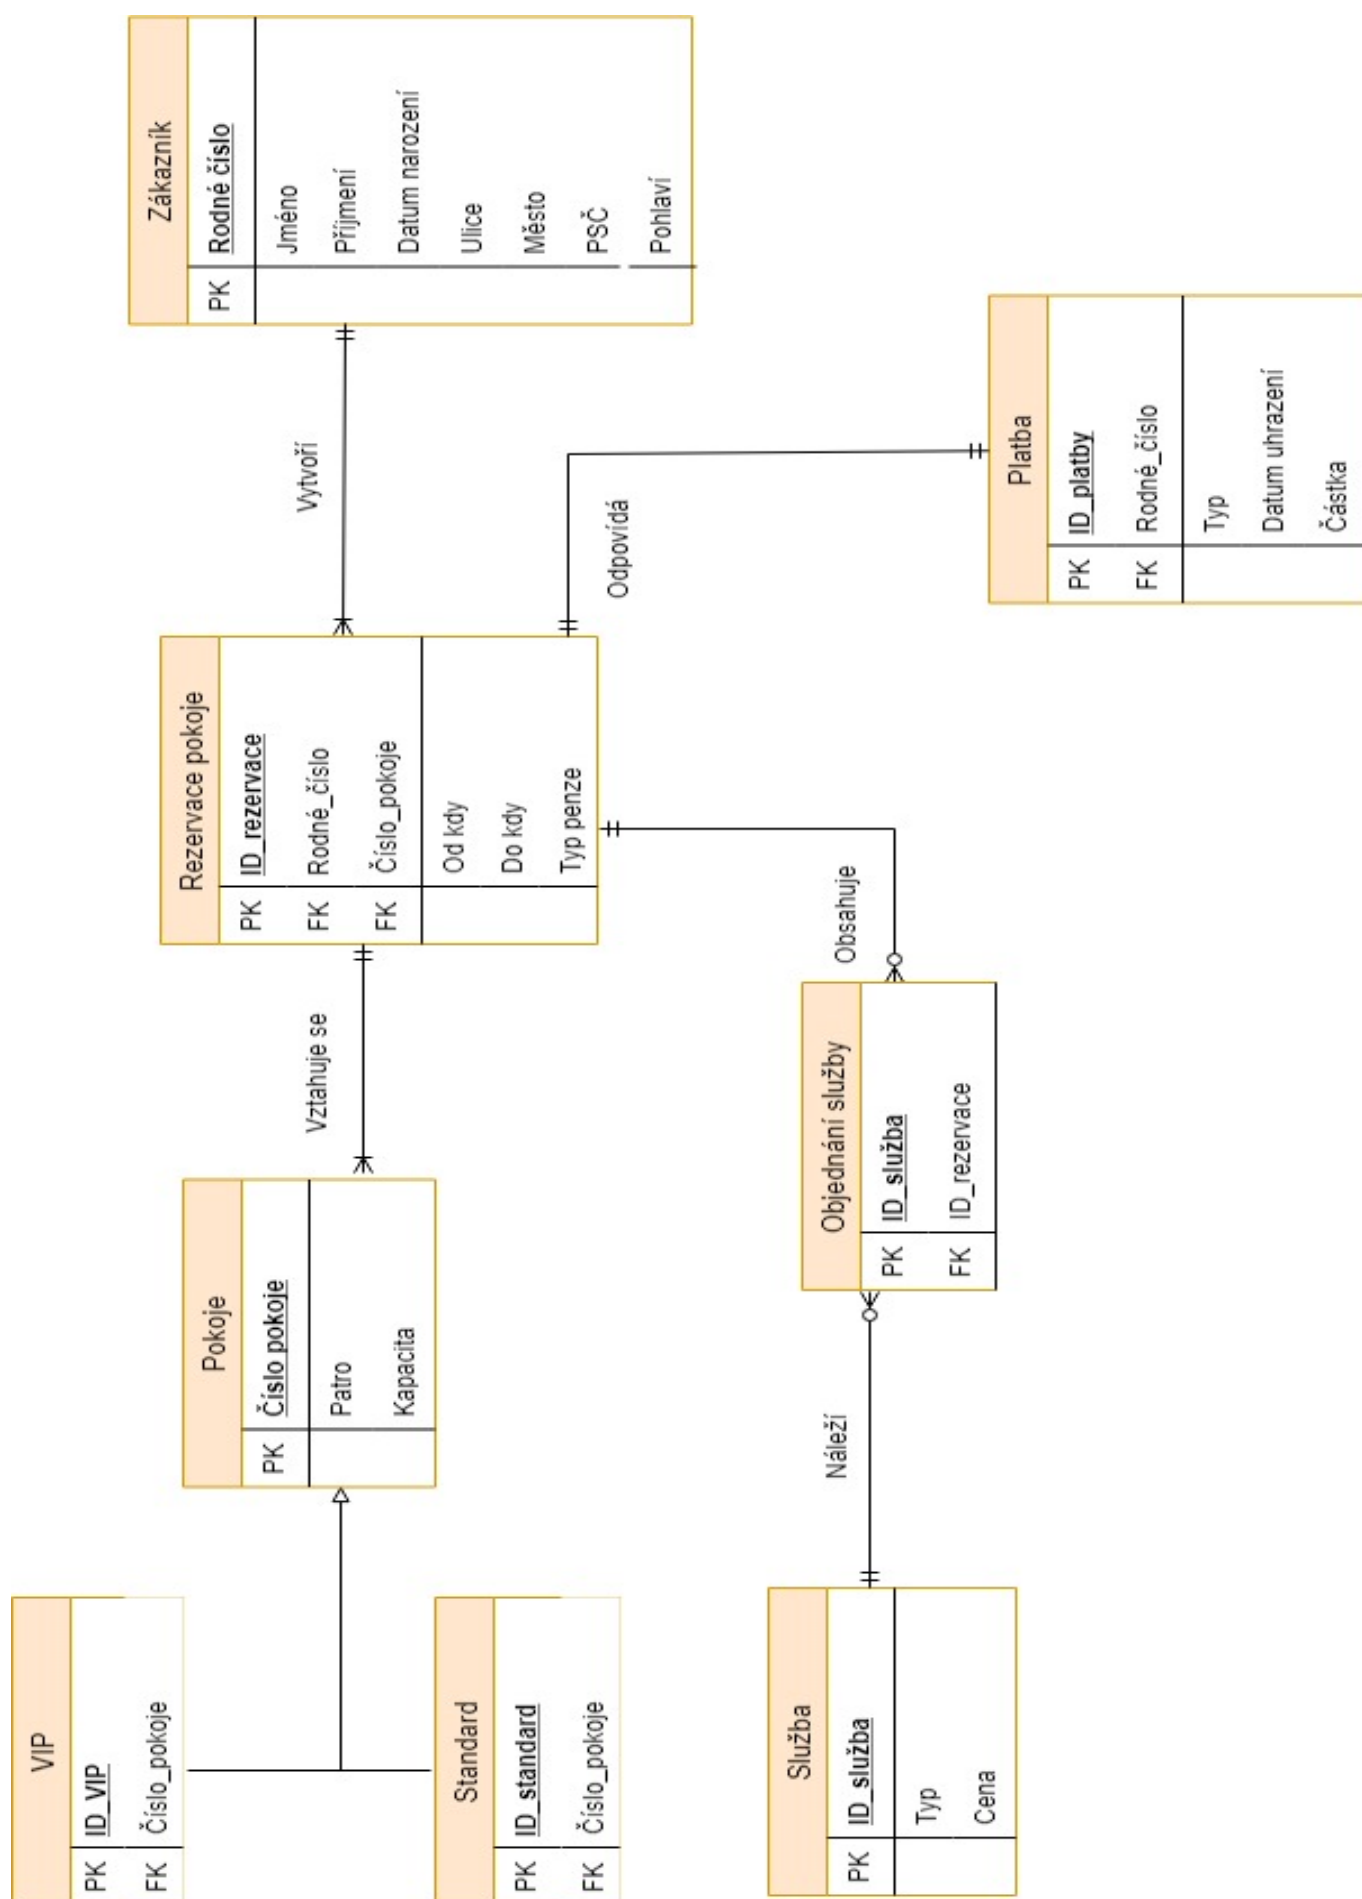 VIP
PK ID_VIP
FK Číslo_pokoje
Standard
PK ID_standard
FK Číslo_pokoje
Pokoje
PK Číslo pokoje
Patro
Kapacita
Vztahuje se
Rezervace pokoje
PK ID_rezervace
FK Rodné_číslo
FK Číslo_pokoje
Od kdy
Do kdy
Typ penze
Vytvoří
Zákazník
PK Rodné číslo
Jméno
Příjmení
Datum narození
Ulice
Město
PSČ
Pohlaví
Služba
PK ID_služba
Typ
Cena
Náleží
Objednání služby
PK ID_služba
FK ID_rezervace
Obsahuje
Odpovídá
Platba
PK ID_platby
FK Rodné_číslo
Typ
Datum uhrazení
Částka